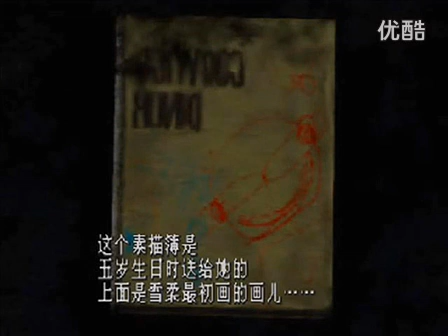 优酷
这个素描簿是
五岁生日时送给她的
上面是雪柔最初画的画儿……